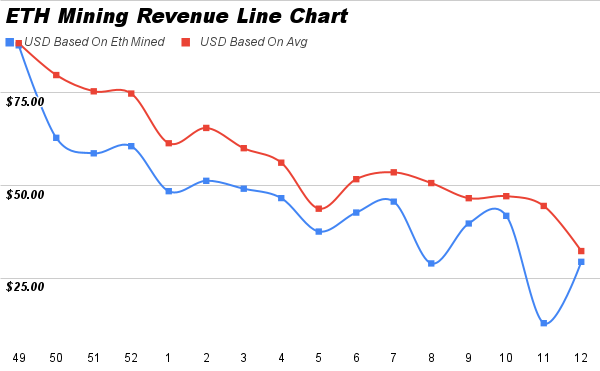 ETH Mining Revenue Line Chart
USD Based On Eth Mined USD Based On Avg
$75.00
$50.00
$25.00
49 50 51 52 1 2 3 4 5 6 7 8 9 10 11 12